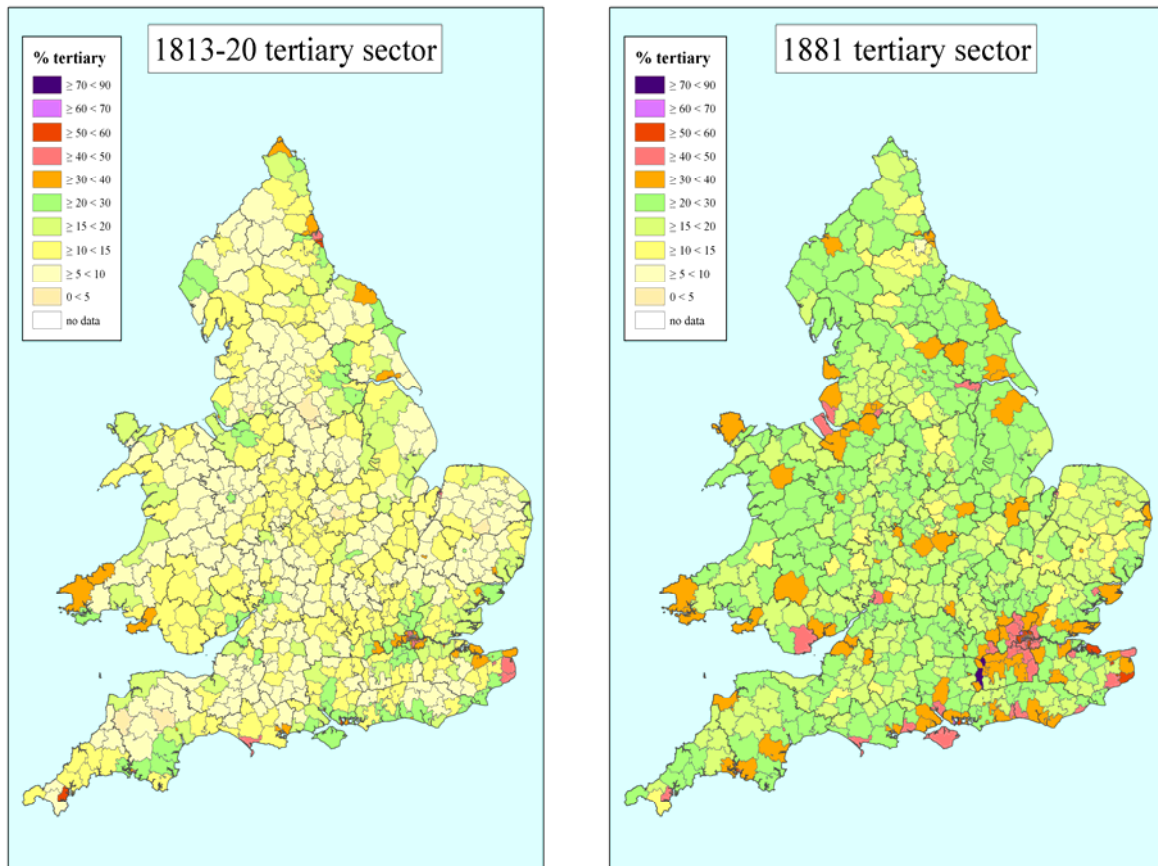 1813-20 tertiary sector
% tertiary
≥ 70 < 90
≥ 60 < 70
≥ 50 < 60
≥ 40 < 50
≥ 30 < 40
≥ 20 < 30
≥ 15 < 20
≥ 10 < 15
≥ 5 < 10
0 < 5
no data
1881 tertiary sector
% tertiary
≥ 70 < 90
≥ 60 < 70
≥ 50 < 60
≥ 40 < 50
≥ 30 < 40
≥ 20 < 30
≥ 15 < 20
≥ 10 < 15
≥ 5 < 10
0 < 5
no data